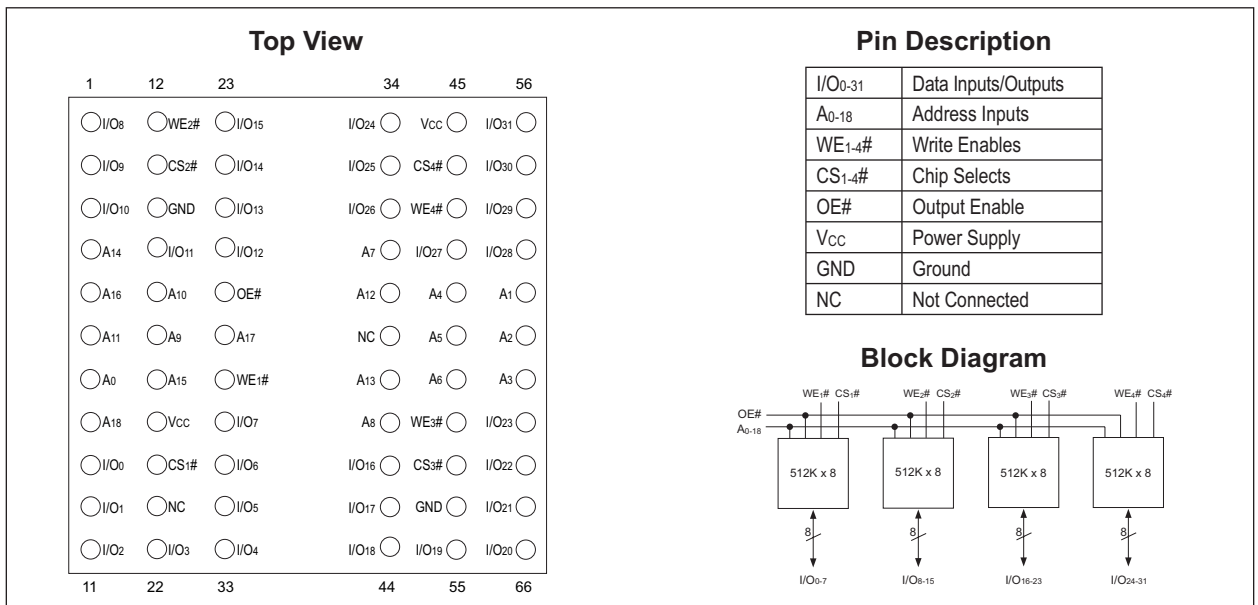 Top View
1 12 23 34 45 56
I/O8 WE2# I/O15 I/O24 VCC I/O31
I/O9 CS2# I/O14 I/O25 CS4# I/O30
I/O10 GND I/O13 I/O26 WE4# I/O29
A14 I/O11 I/O12 A7 I/O27 I/O28
A16 A10 OE# A12 A4 A1
A11 A9 A17 NC A5 A2
A0 A15 WE1# A13 A6 A3
A18 VCC I/O7 A8 WE3# I/O23
I/O0 CS1# I/O6 I/O16 CS3# I/O22
I/O1 NC I/O5 I/O17 GND I/O21
I/O2 I/O3 I/O4 I/O18 I/O19 I/O20
11 22 33 44 55 66
Pin Description
I/O0-31 Data Inputs/Outputs
A0-18 Address Inputs
WE1-4# Write Enables
CS1-4# Chip Selects
OE# Output Enable
VCC Power Supply
GND Ground
NC Not Connected
Block Diagram
WE1# CS1# WE2# CS2# WE3# CS3# WE4# CS4#
OE#
A0-18
512K x 8 512K x 8 512K x 8 512K x 8
8 8 8 8
I/O0-7 I/O8-15 I/O16-23 I/O24-31